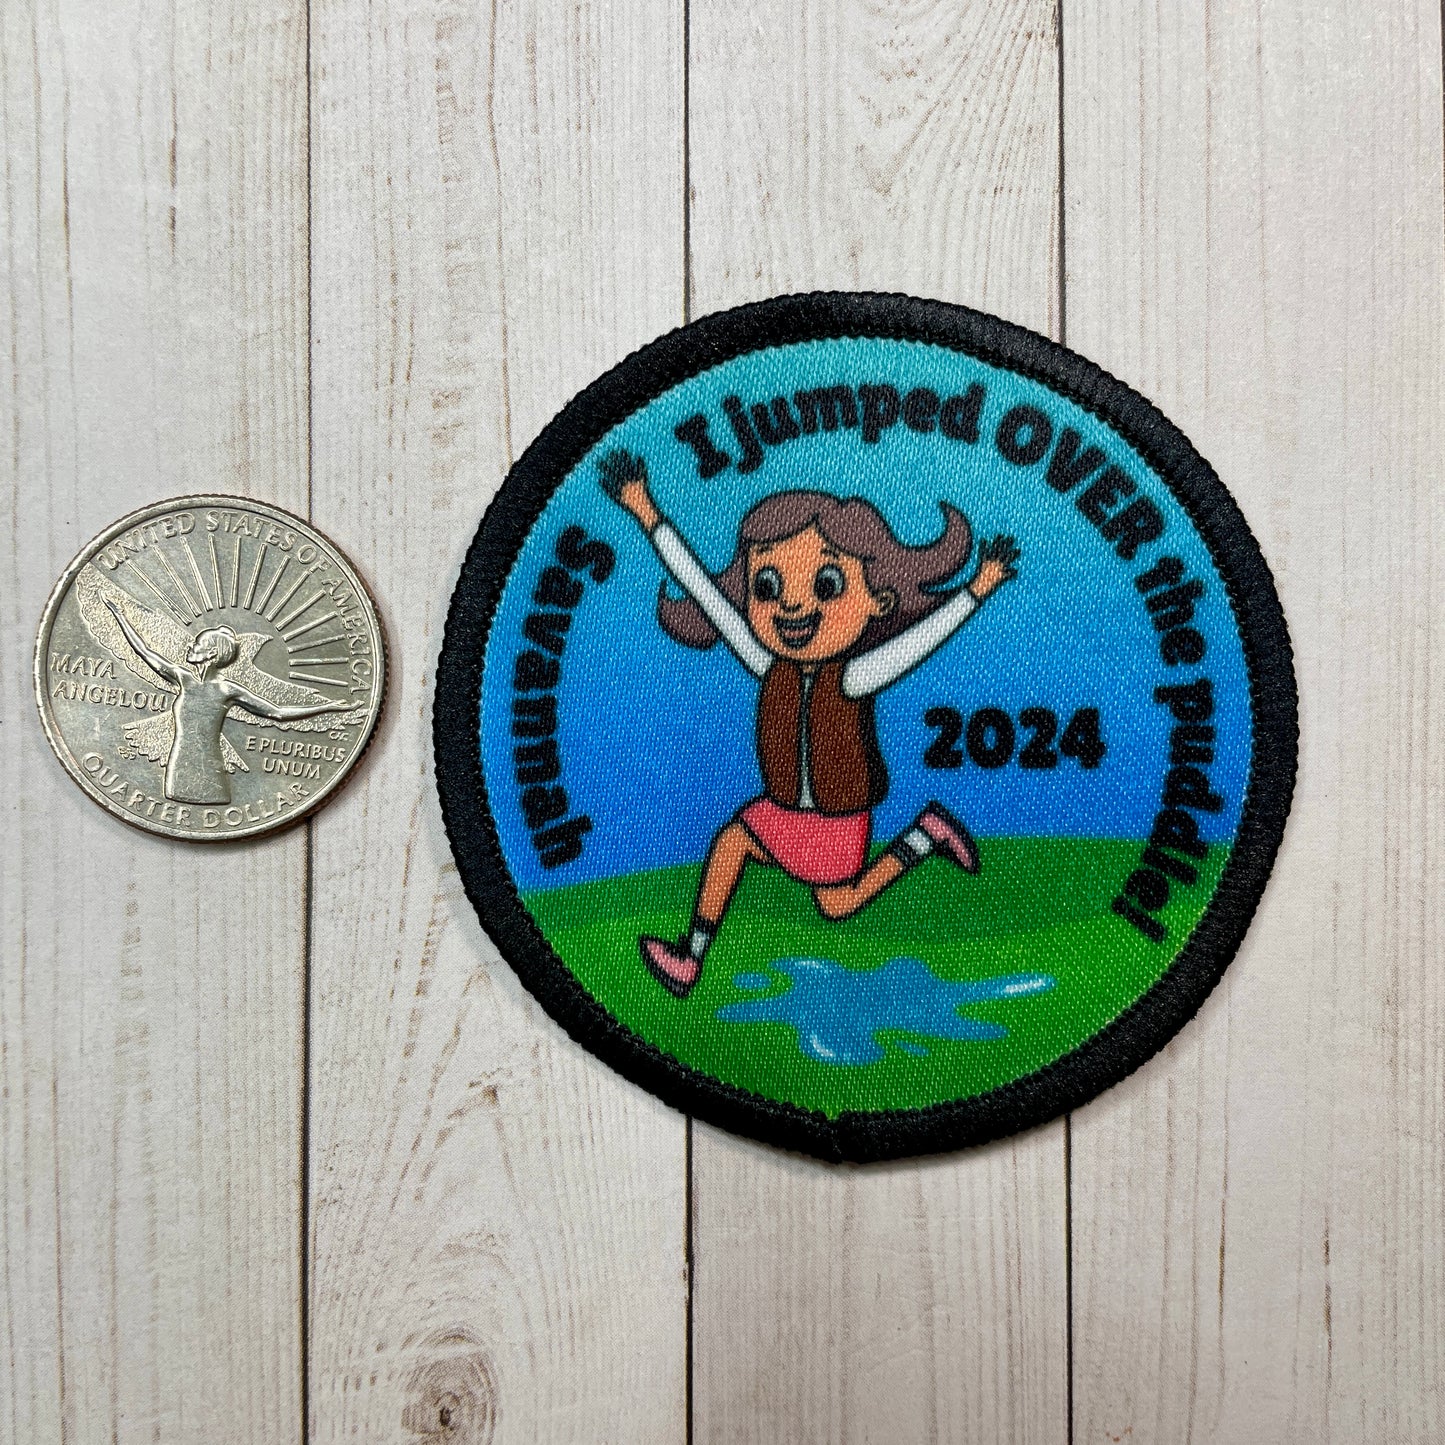 UNITED STATES OF AMERICA
MAYA
ANGELOU
E PLURIBUS
UNUM
QUARTER DOLLAR
Savannah
I jumped OVER the puddle!
2024